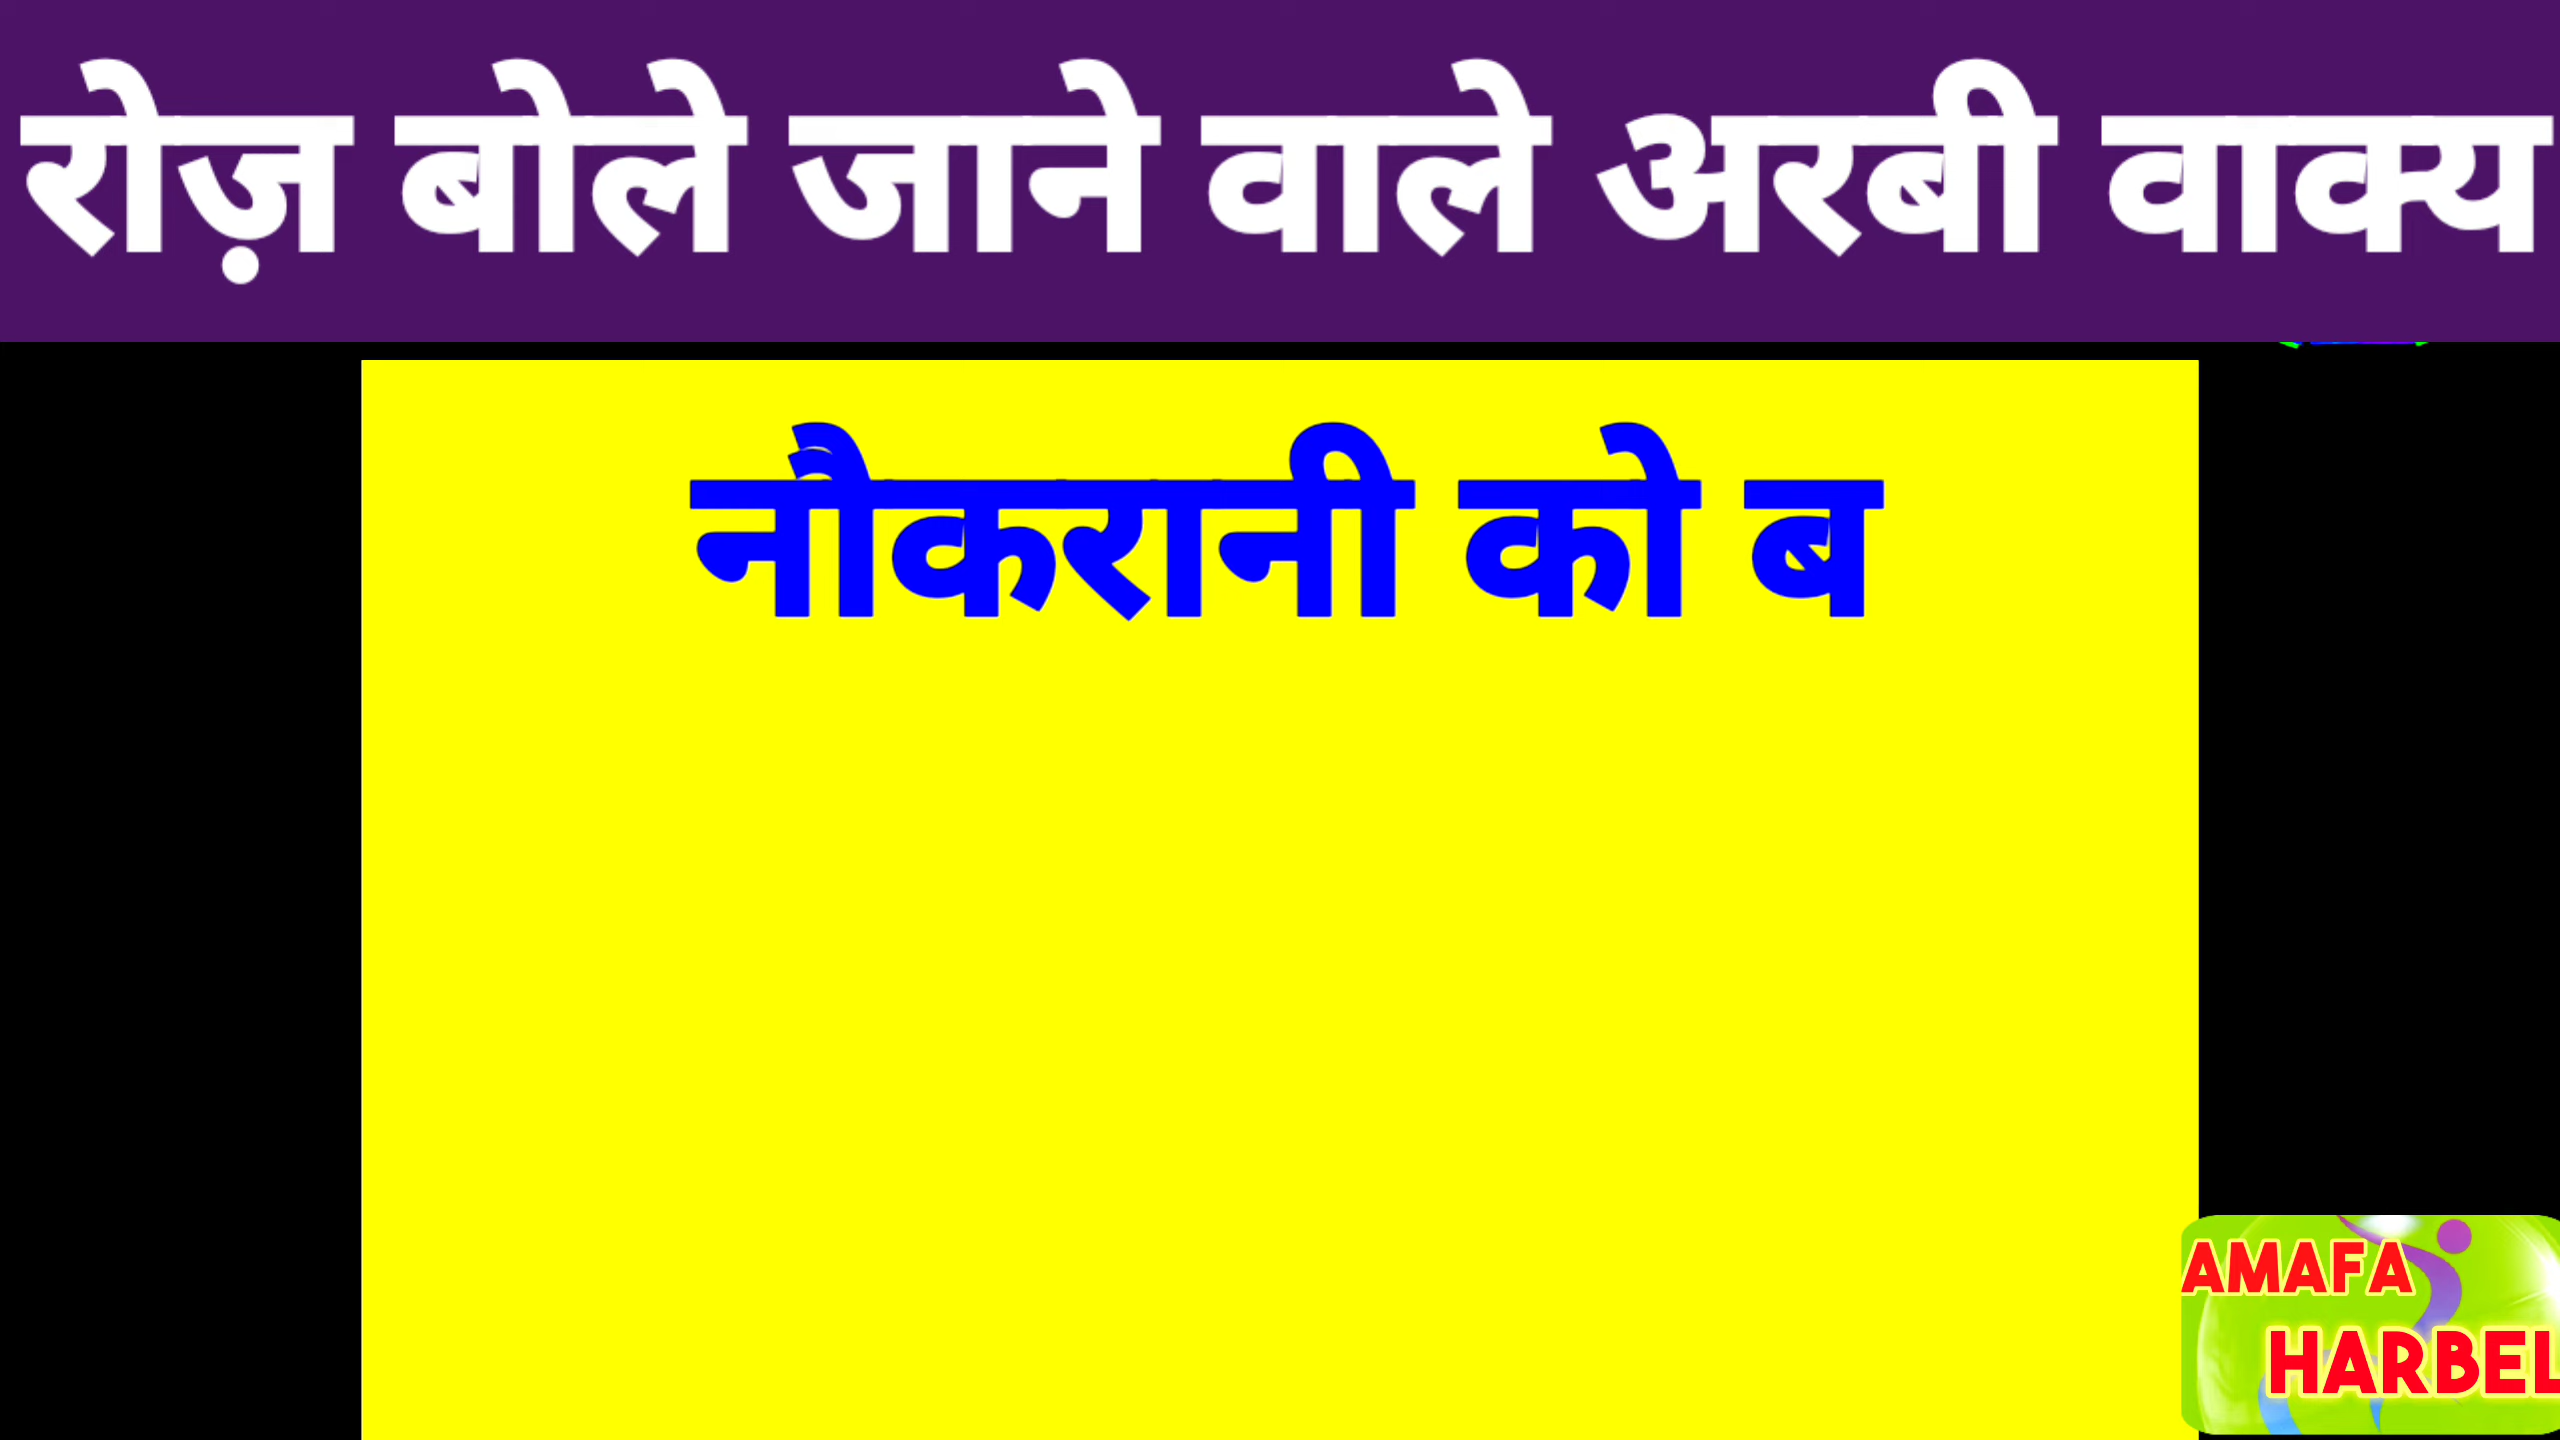 रोज़ बोले जाने वाले अरबी वाक्य
नौकरानी को ब
AMAFA
HARBEL